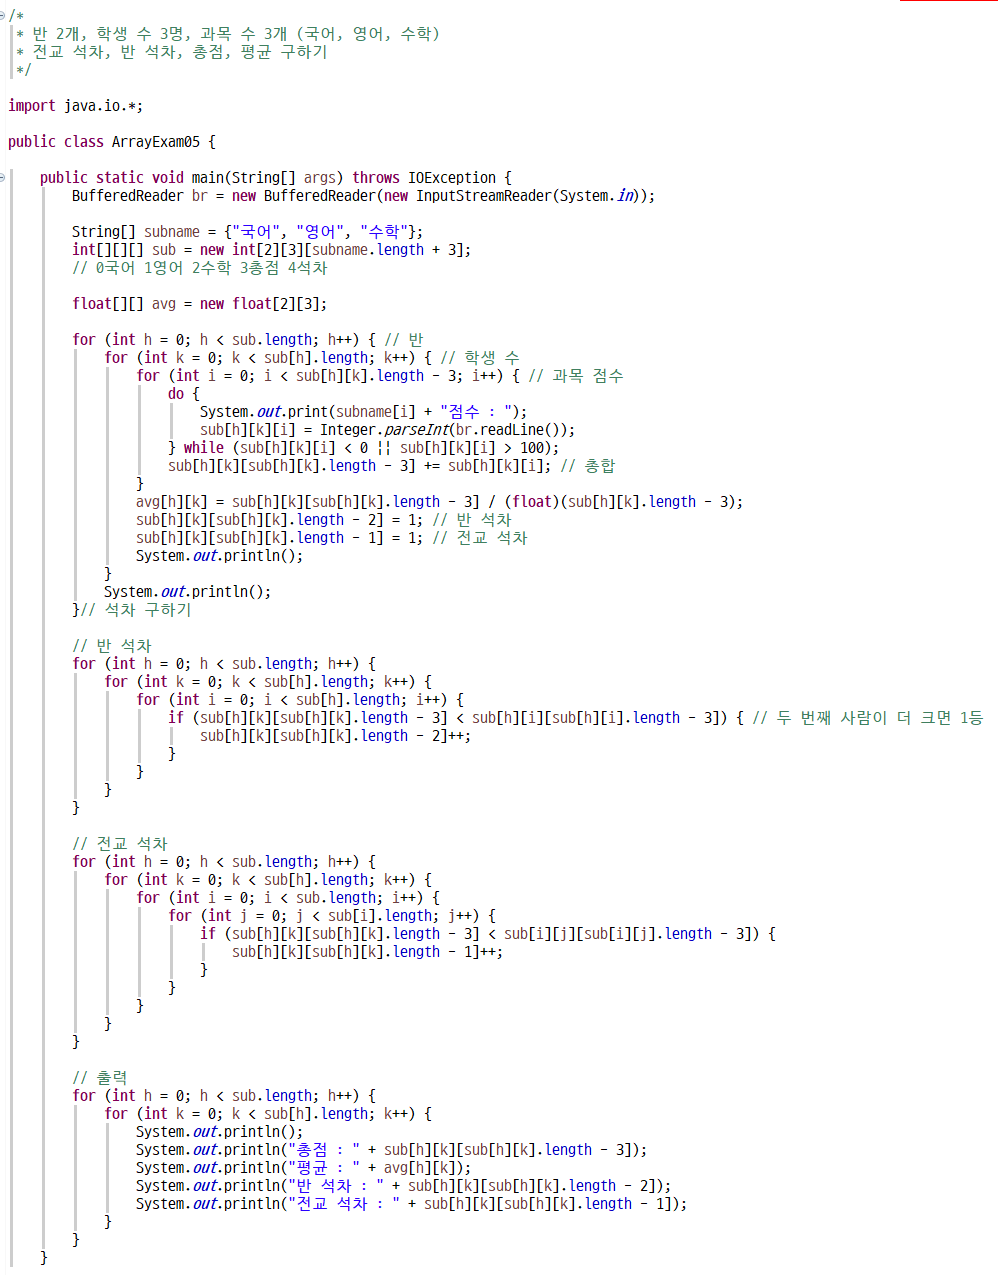 /*
 * 반 2개, 학생 수 3명, 과목 수 3개 (국어, 영어, 수학)
 * 전교 석차, 반 석차, 총점, 평균 구하기
 */
import java.io.*;
public class ArrayExam05 {
    public static void main(String[] args) throws IOException {
        BufferedReader br = new BufferedReader(new InputStreamReader(System.in));
        String[] subname = {"국어", "영어", "수학"};
        int[][][] sub = new int[2][3][subname.length + 3];
        // 0국어 1영어 2수학 3총점 4석차
        float[][] avg = new float[2][3];
        for (int h = 0; h < sub.length; h++) { // 반
            for (int k = 0; k < sub[h].length; k++) { // 학생 수
                for (int i = 0; i < sub[h][k].length - 3; i++) { // 과목 점수
                    do {
                        System.out.print(subname[i] + "점수 : ");
                        sub[h][k][i] = Integer.parseInt(br.readLine());
                    } while (sub[h][k][i] < 0 || sub[h][k][i] > 100);
                    sub[h][k][sub[h][k].length - 3] += sub[h][k][i]; // 총합
                }
                avg[h][k] = sub[h][k][sub[h][k].length - 3] / (float)(sub[h][k].length - 3);
                sub[h][k][sub[h][k].length - 2] = 1; // 반 석차
                sub[h][k][sub[h][k].length - 1] = 1; // 전교 석차
                System.out.println();
            }
            System.out.println();
        }// 석차 구하기
        // 반 석차
        for (int h = 0; h < sub.length; h++) {
            for (int k = 0; k < sub[h].length; k++) {
                for (int i = 0; i < sub[h].length; i++) {
                    if (sub[h][k][sub[h][k].length - 3] < sub[h][i][sub[h][i].length - 3]) { // 두 번째 사람이 더 크면 1등
                        sub[h][k][sub[h][k].length - 2]++;
                    }
                }
            }
        }
        // 전교 석차
        for (int h = 0; h < sub.length; h++) {
            for (int k = 0; k < sub[h].length; k++) {
                for (int i = 0; i < sub.length; i++) {
                    for (int j = 0; j < sub[i].length; j++) {
                        if (sub[h][k][sub[h][k].length - 3] < sub[i][j][sub[i][j].length - 3]) {
                            sub[h][k][sub[h][k].length - 1]++;
                        }
                    }
                }
            }
        }
        // 출력
        for (int h = 0; h < sub.length; h++) {
            for (int k = 0; k < sub[h].length; k++) {
                System.out.println();
                System.out.println("총점 : " + sub[h][k][sub[h][k].length - 3]);
                System.out.println("평균 : " + avg[h][k]);
                System.out.println("반 석차 : " + sub[h][k][sub[h][k].length - 2]);
                System.out.println("전교 석차 : " + sub[h][k][sub[h][k].length - 1]);
            }
        }
    }